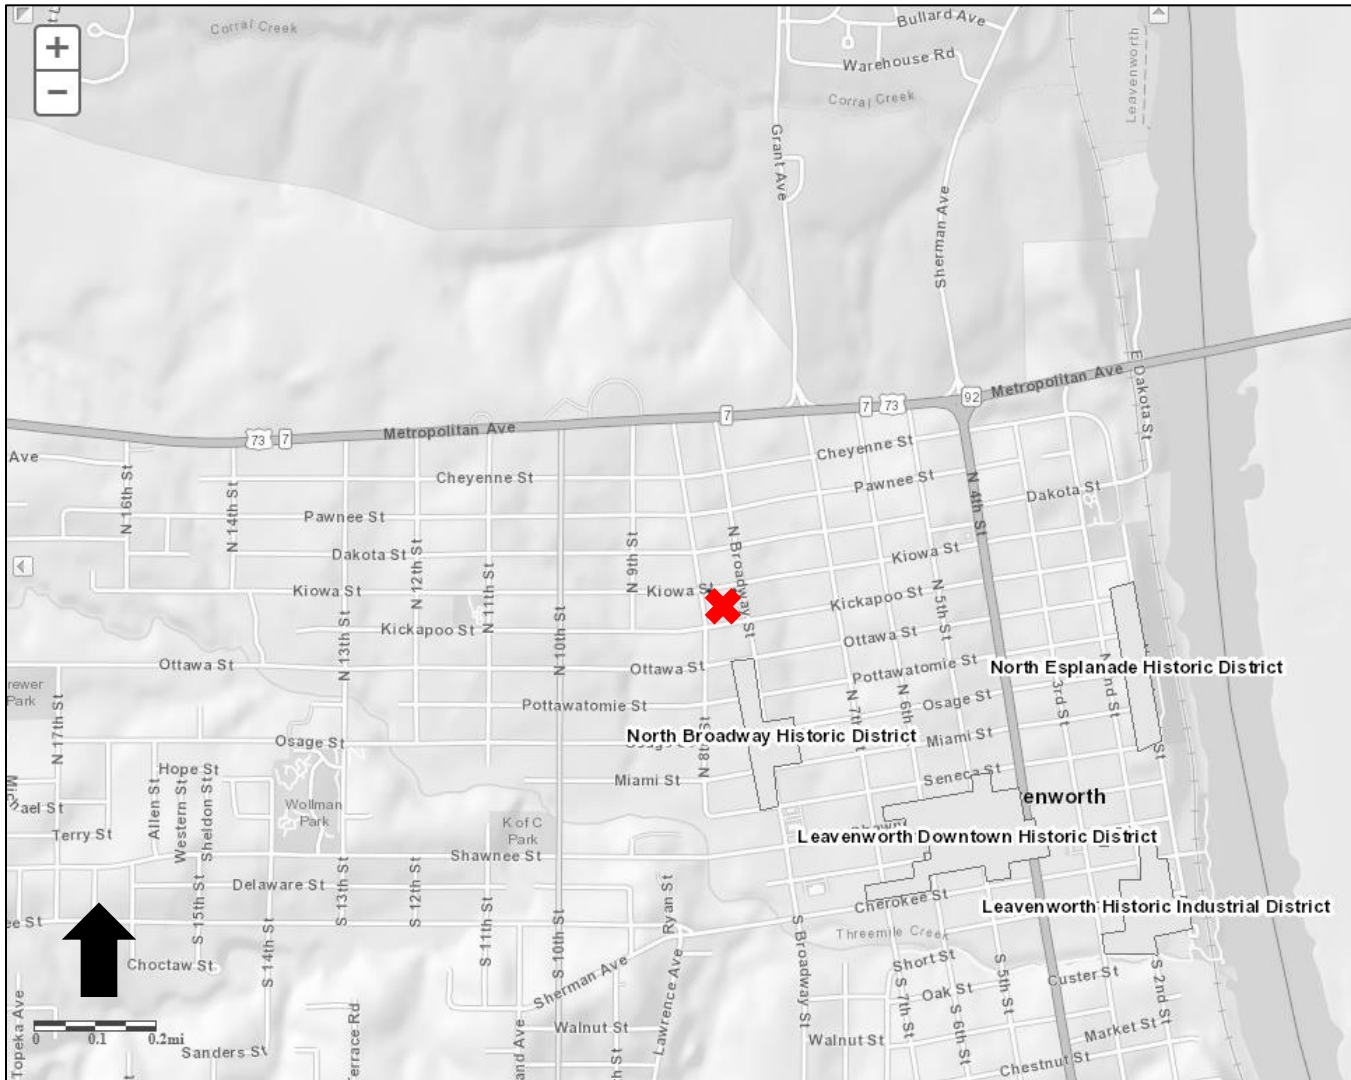 Corral Creek
Bullard Ave
Warehouse Rd
Corral Creek
Leavenworth
Grant Ave
Sherman Ave
+
−
E Dakota St
Metropolitan Ave
92
7
7
73
73
7
Metropolitan Ave
Ave
Cheyenne St
Cheyenne St
Pawnee St
Pawnee St
Dakota St
Dakota St
N 16th St
N 14th St
N 12th St
N 11th St
N 9th St
N Broadway St
N 4th St
Kiowa St
Kiowa St
Kiowa S
Kickapoo St
Kickapoo St
N 5th St
N 13th St
N 10th St
Ottawa St
Ottawa St
Ottawa St
Pottawatomie St
Pottawatomie St
North Esplanade Historic District
rewer
Park
N 17th St
Osage St
Osage St
North Broadway Historic District
N 8th St
N 7th
N 6th
3rd St
nd St
St
Miami St
Miami St
Hope St
Seneca St
ael St
Allen St
Western St
Sheldon St
Wollman
Park
K of C
Park
enworth
Terry St
Leavenworth Downtown Historic District
Shawnee St
Delaware St
S 13th St
S 12th St
Ryan St
Cherokee St
Leavenworth Historic Industrial District
ee St
S 15th St
S 14th St
S 11th St
S 10th St
S Broadway St
Threemile Creek
Choctaw St
Sherman Ave
Lawrence Ave
Short St
Oak St
Custer St
S 7th St
S 6th St
S 5th St
S 2nd St
0 0.1 0.2mi
Topeka Ave
Sanders St
Terrace Rd
and Ave
Walnut St
Walnut St
Market St
Chestnut St